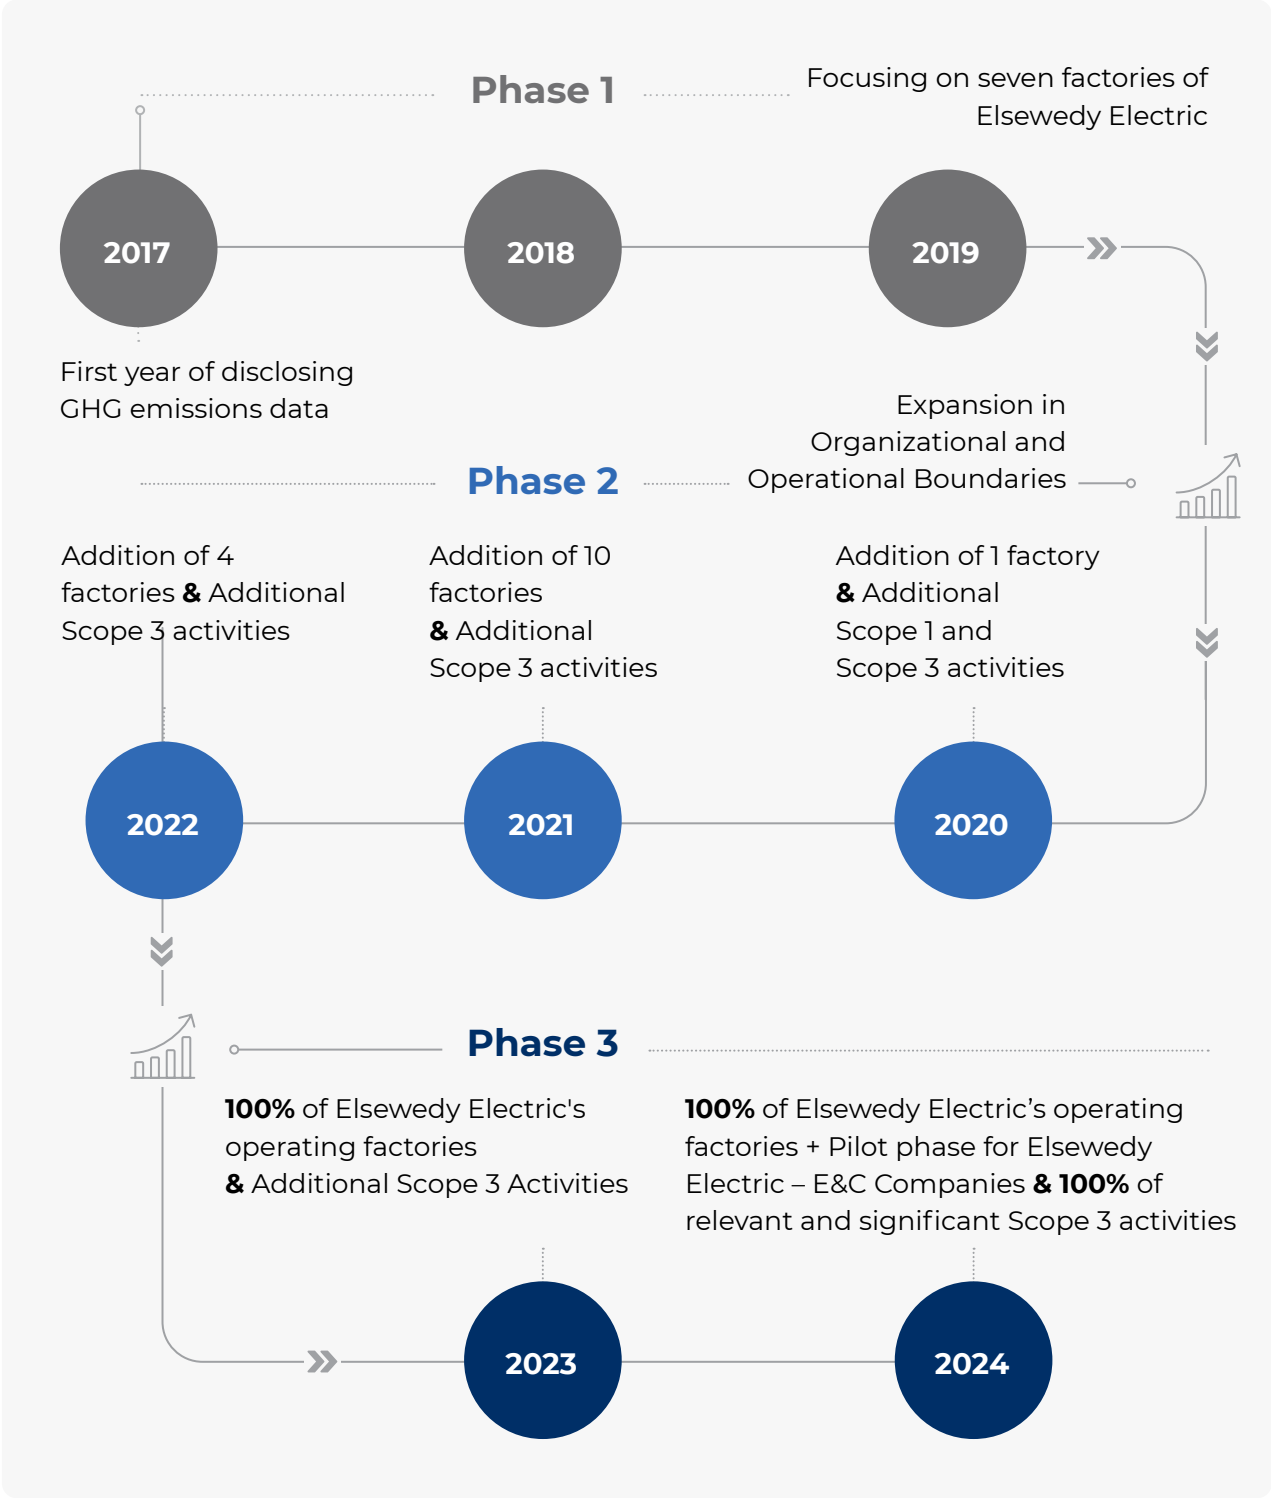 Phase 1
Focusing on seven factories of
Elsewedy Electric
2017
2018
2019
First year of disclosing
GHG emissions data
Expansion in
Organizational and
Operational Boundaries
Phase 2
Addition of 4
factories & Additional
Scope 3 activities
Addition of 10
factories
& Additional
Scope 3 activities
Addition of 1 factory
& Additional
Scope 1 and
Scope 3 activities
2022
2021
2020
Phase 3
100% of Elsewedy Electric's
operating factories
& Additional Scope 3 Activities
100% of Elsewedy Electric’s operating
factories + Pilot phase for Elsewedy
Electric – E&C Companies & 100% of
relevant and significant Scope 3 activities
2023
2024